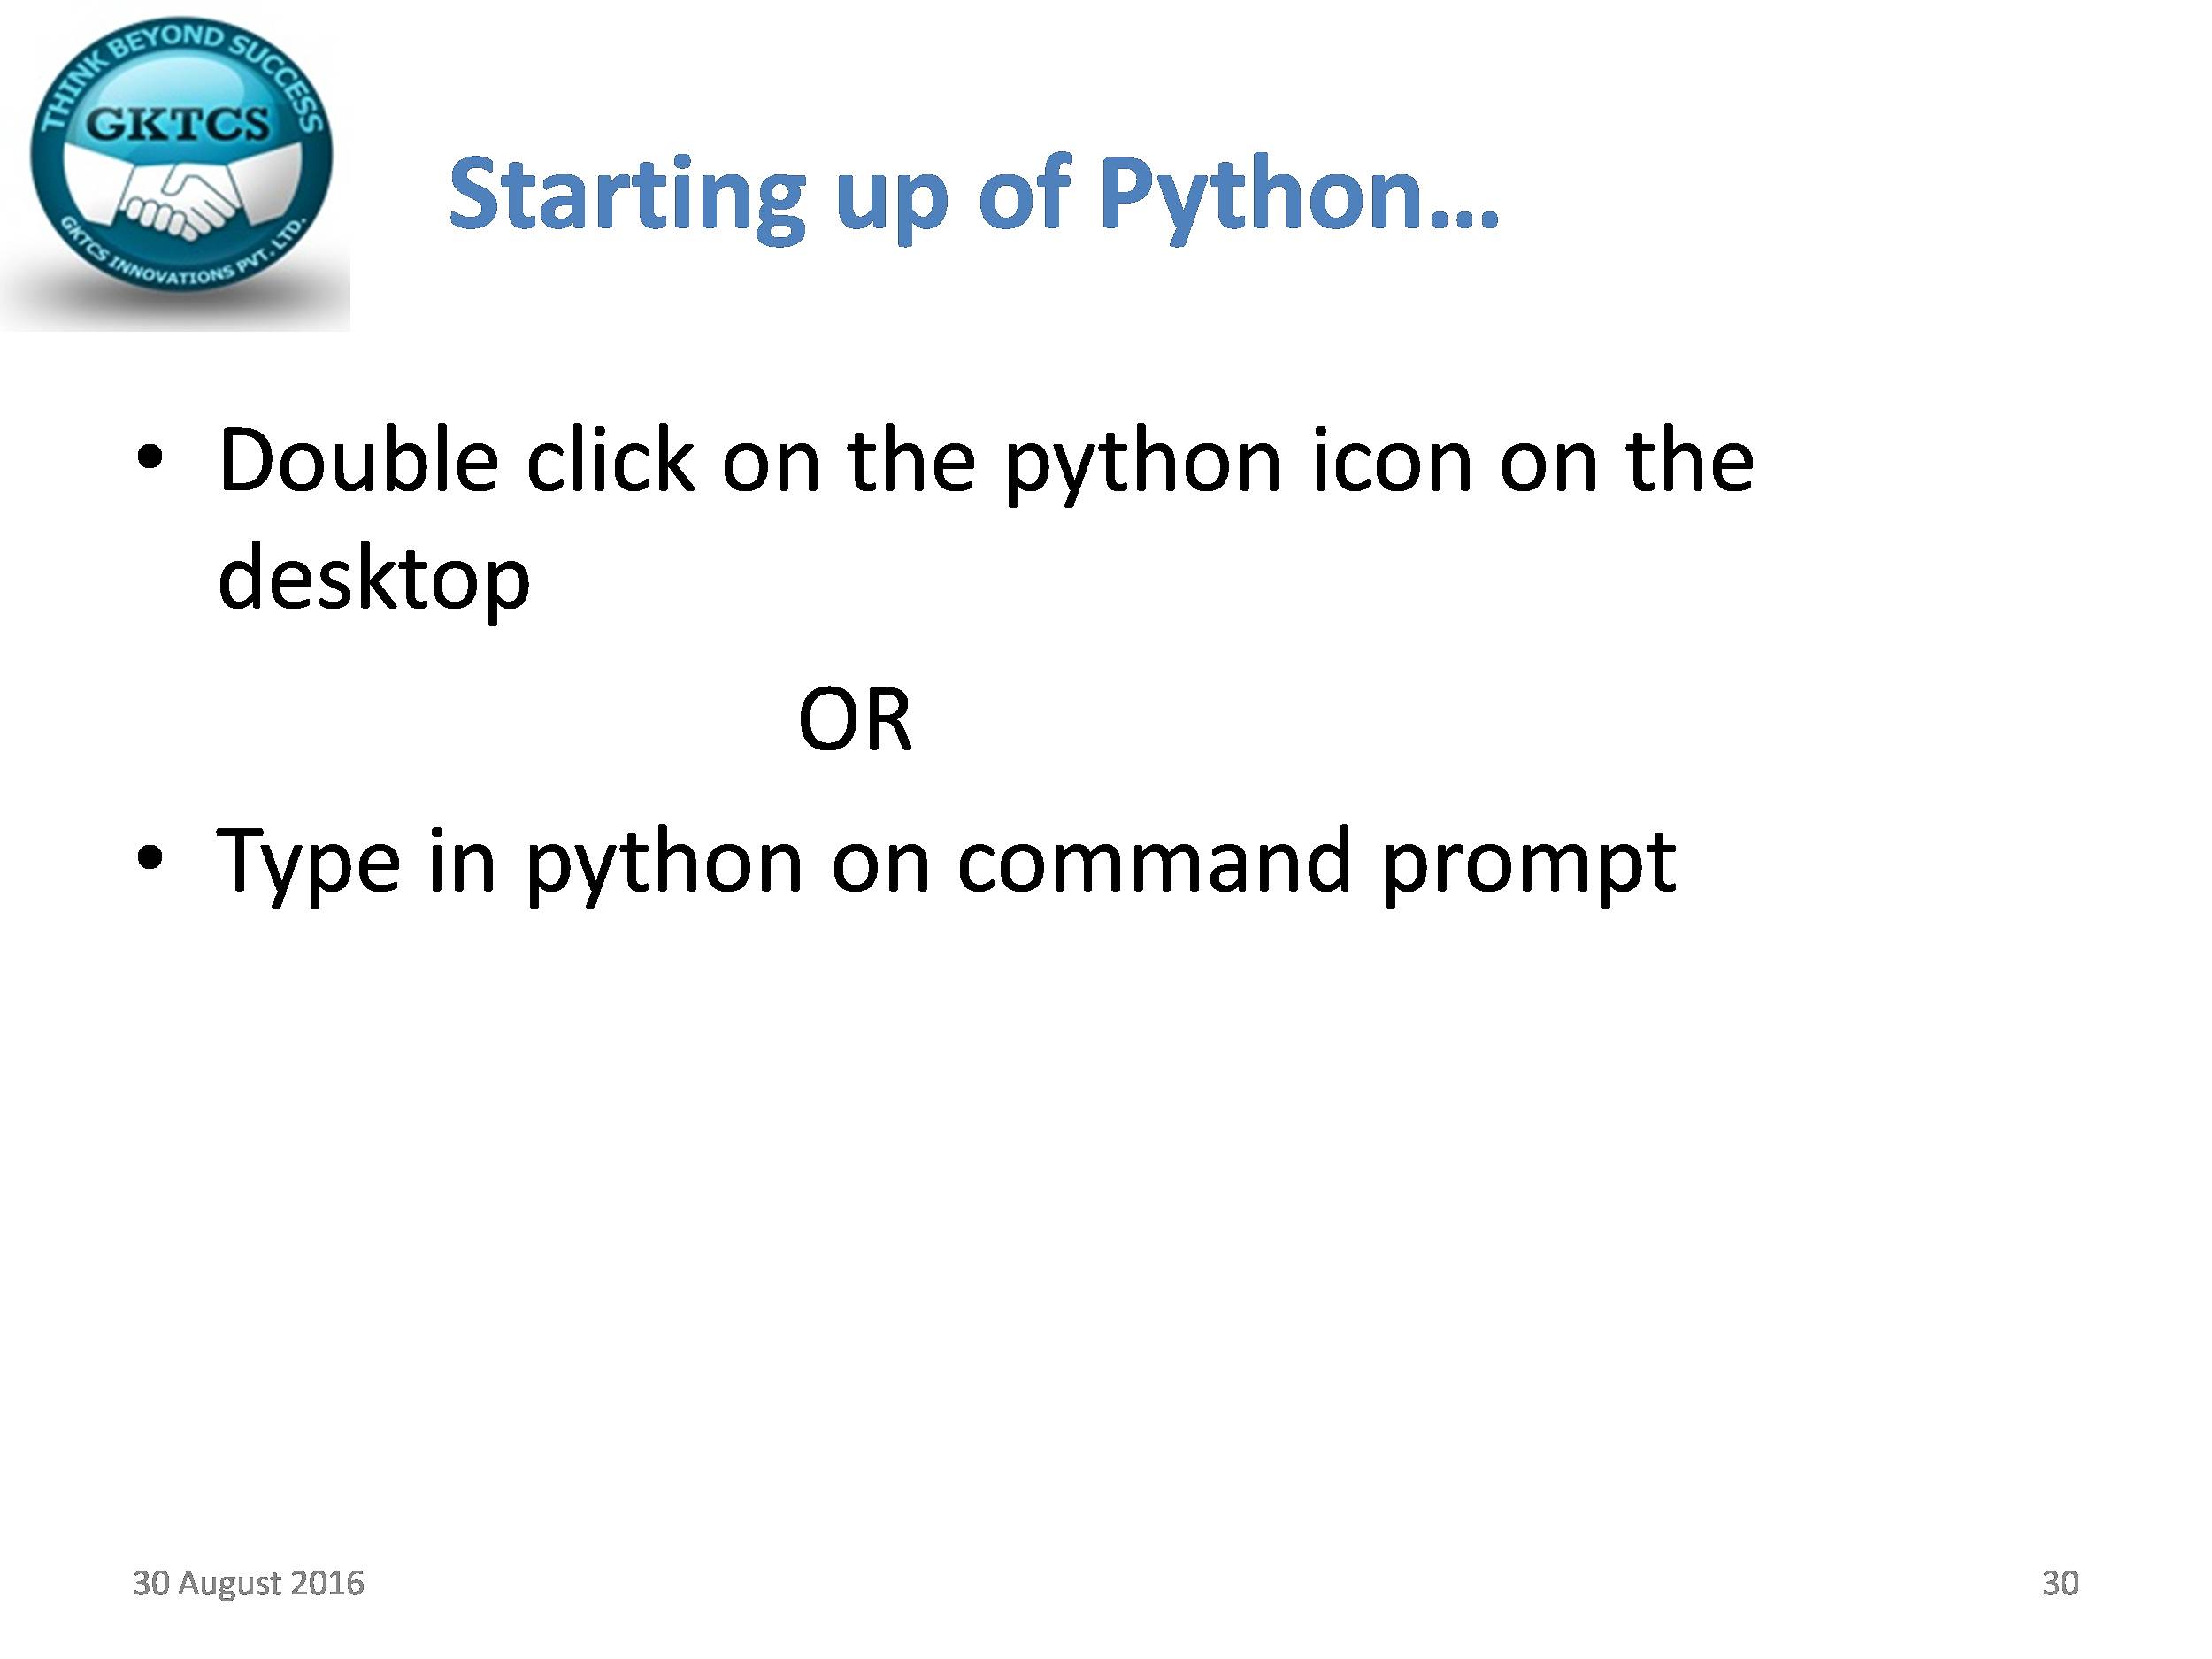 THINK BEYOND SUCCESS
GKTCS
GKTCS INNOVATIONS PVT. LTD.
Starting up of Python...
• Double click on the python icon on the
desktop
OR
• Type in python on command prompt
30 August 2016
30